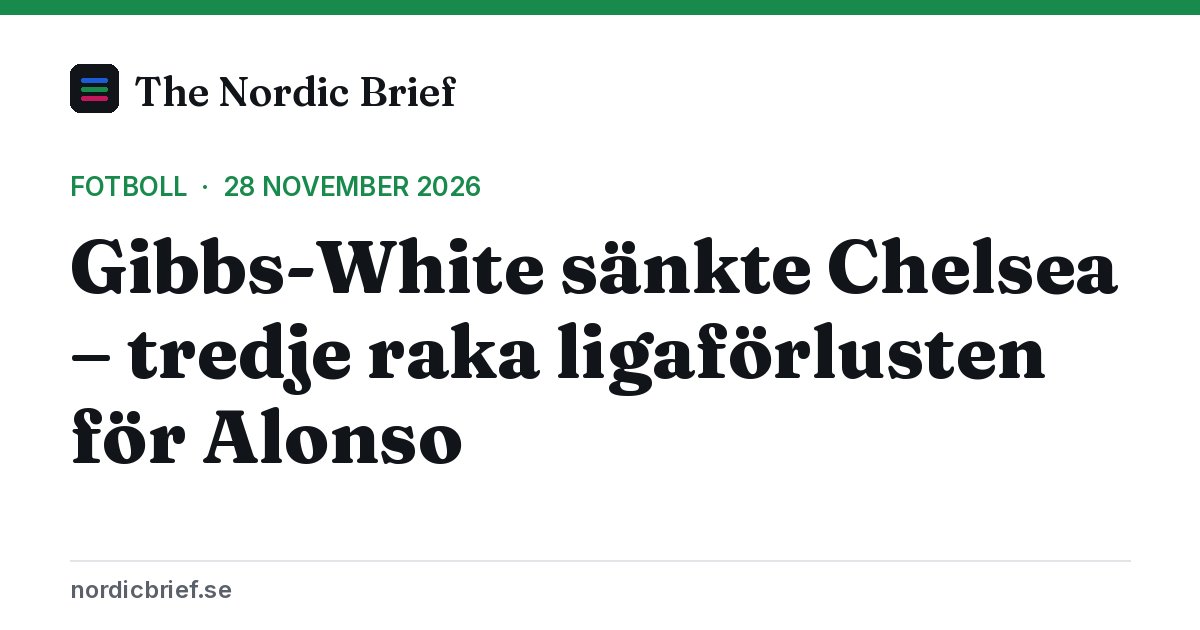 The Nordic Brief
FOTBOLL · 28 NOVEMBER 2026
Gibbs-White sänkte Chelsea
– tredje raka ligaförlusten
för Alonso
nordicbrief.se